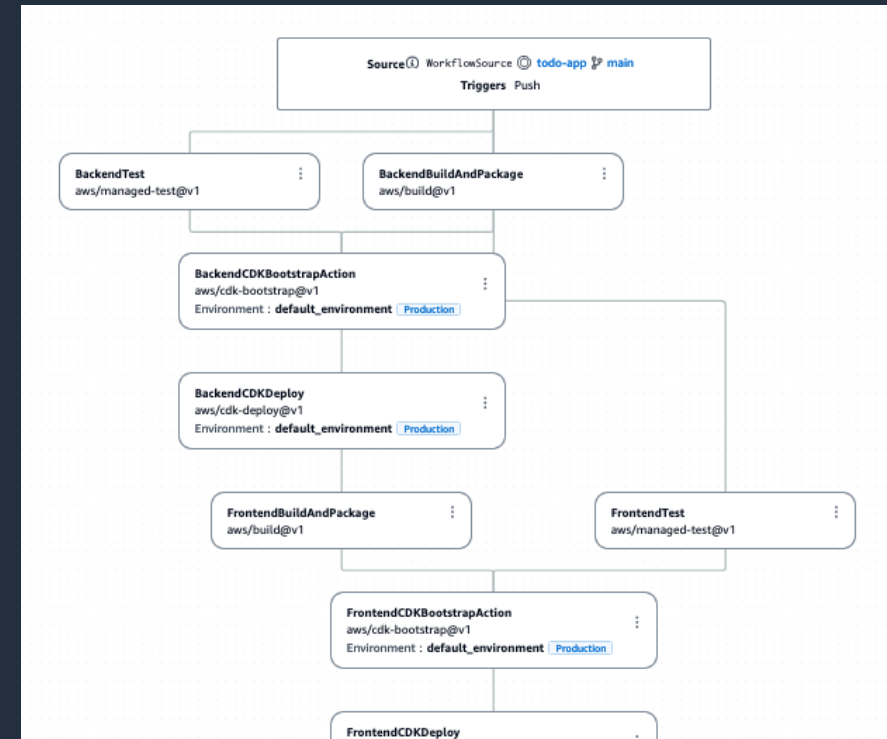 Source WorkflowSource todo-app main
Triggers Push
BackendTest
aws/managed-test@v1
BackendBuildAndPackage
aws/build@v1
BackendCDKBootstrapAction
aws/cdk-bootstrap@v1
Environment : default_environment Production
BackendCDKDeploy
aws/cdk-deploy@v1
Environment : default_environment Production
FrontendBuildAndPackage
aws/build@v1
FrontendTest
aws/managed-test@v1
FrontendCDKBootstrapAction
aws/cdk-bootstrap@v1
Environment : default_environment Production
FrontendCDKDeploy